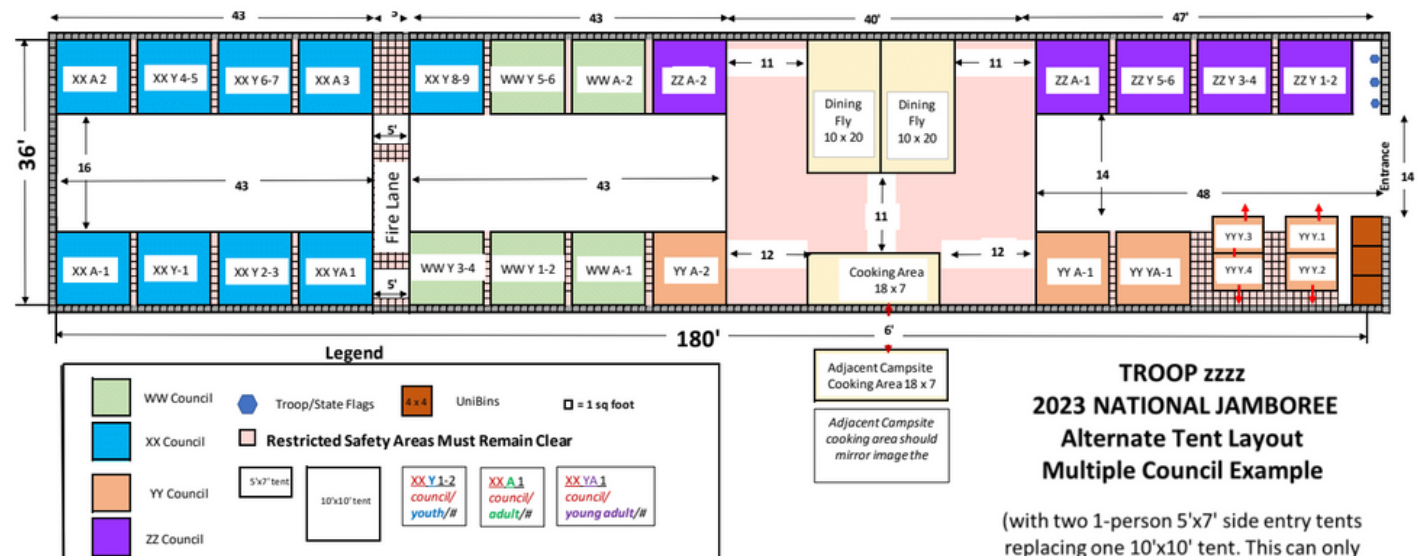 43
5
43
40'
47'
XX A 2
XX Y 4-5
XX Y 6-7
XX A 3
XX Y 8-9
WW Y 5-6
WW A-2
ZZ A-2
11
11
ZZ A-1
ZZ Y 5-6
ZZ Y 3-4
ZZ Y 1-2
Dining
Fly
10 x 20
Dining
Fly
10 x 20
36'
16
5'
43
Fire Lane
43
11
14
48
Entrance
14
XX A-1
XX Y-1
XX Y 2-3
XX YA 1
5'
WW Y 3-4
WW Y 1-2
WW A-1
YY A-2
12
12
Cooking Area
18 x 7
YY A-1
YY YA-1
YY Y.3
YY Y.4
YY Y.1
YY Y.2
180'
6'
Legend
WW Council
Troop/State Flags
4 x 4
UniBins
= 1 sq foot
XX Council
Restricted Safety Areas Must Remain Clear
YY Council
5'x7' tent
10'x10' tent
XX Y 1-2
council/
youth/#
XX A 1
council/
adult/#
XX YA 1
council/
young adult/#
ZZ Council
Adjacent Campsite
Cooking Area 18 x 7
Adjacent Campsite
cooking area should
mirror image the
TROOP zzzz
2023 NATIONAL JAMBOREE
Alternate Tent Layout
Multiple Council Example
(with two 1-person 5'x7' side entry tents
replacing one 10'x10' tent. This can only